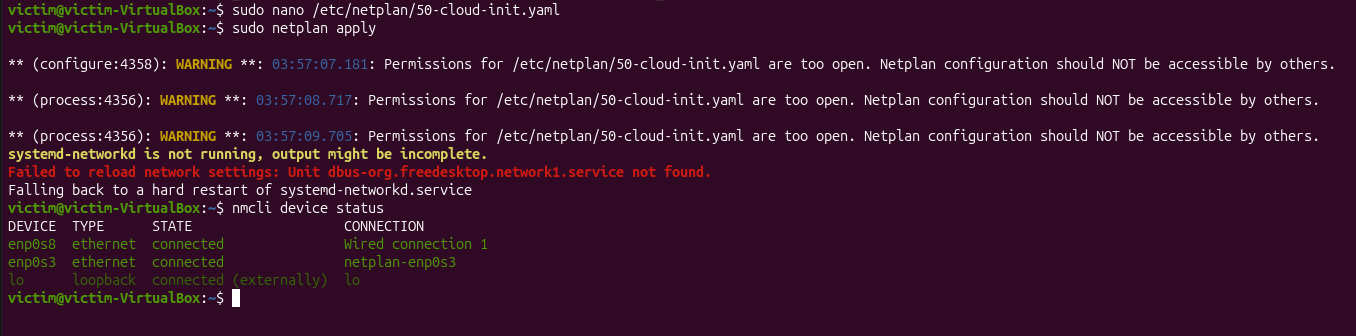 victim@victim-VirtualBox:~$ sudo nano /etc/netplan/50-cloud-init.yaml
victim@victim-VirtualBox:~$ sudo netplan apply
** (configure:4358): WARNING **: 03:57:07.181: Permissions for /etc/netplan/50-cloud-init.yaml are too open. Netplan configuration should NOT be accessible by others.
** (process:4356): WARNING **: 03:57:08.717: Permissions for /etc/netplan/50-cloud-init.yaml are too open. Netplan configuration should NOT be accessible by others.
** (process:4356): WARNING **: 03:57:09.705: Permissions for /etc/netplan/50-cloud-init.yaml are too open. Netplan configuration should NOT be accessible by others.
systemd-networkd is not running, output might be incomplete.
Failed to reload network settings: Unit dbus-org.freedesktop.network1.service not found.
Falling back to a hard restart of systemd-networkd.service
victim@victim-VirtualBox:~$ nmcli device status
DEVICE  TYPE      STATE                   CONNECTION
enp0s8  ethernet  connected               Wired connection 1
enp0s3  ethernet  connected               netplan-enp0s3
lo      loopback  connected (externally)  lo
victim@victim-VirtualBox:~$